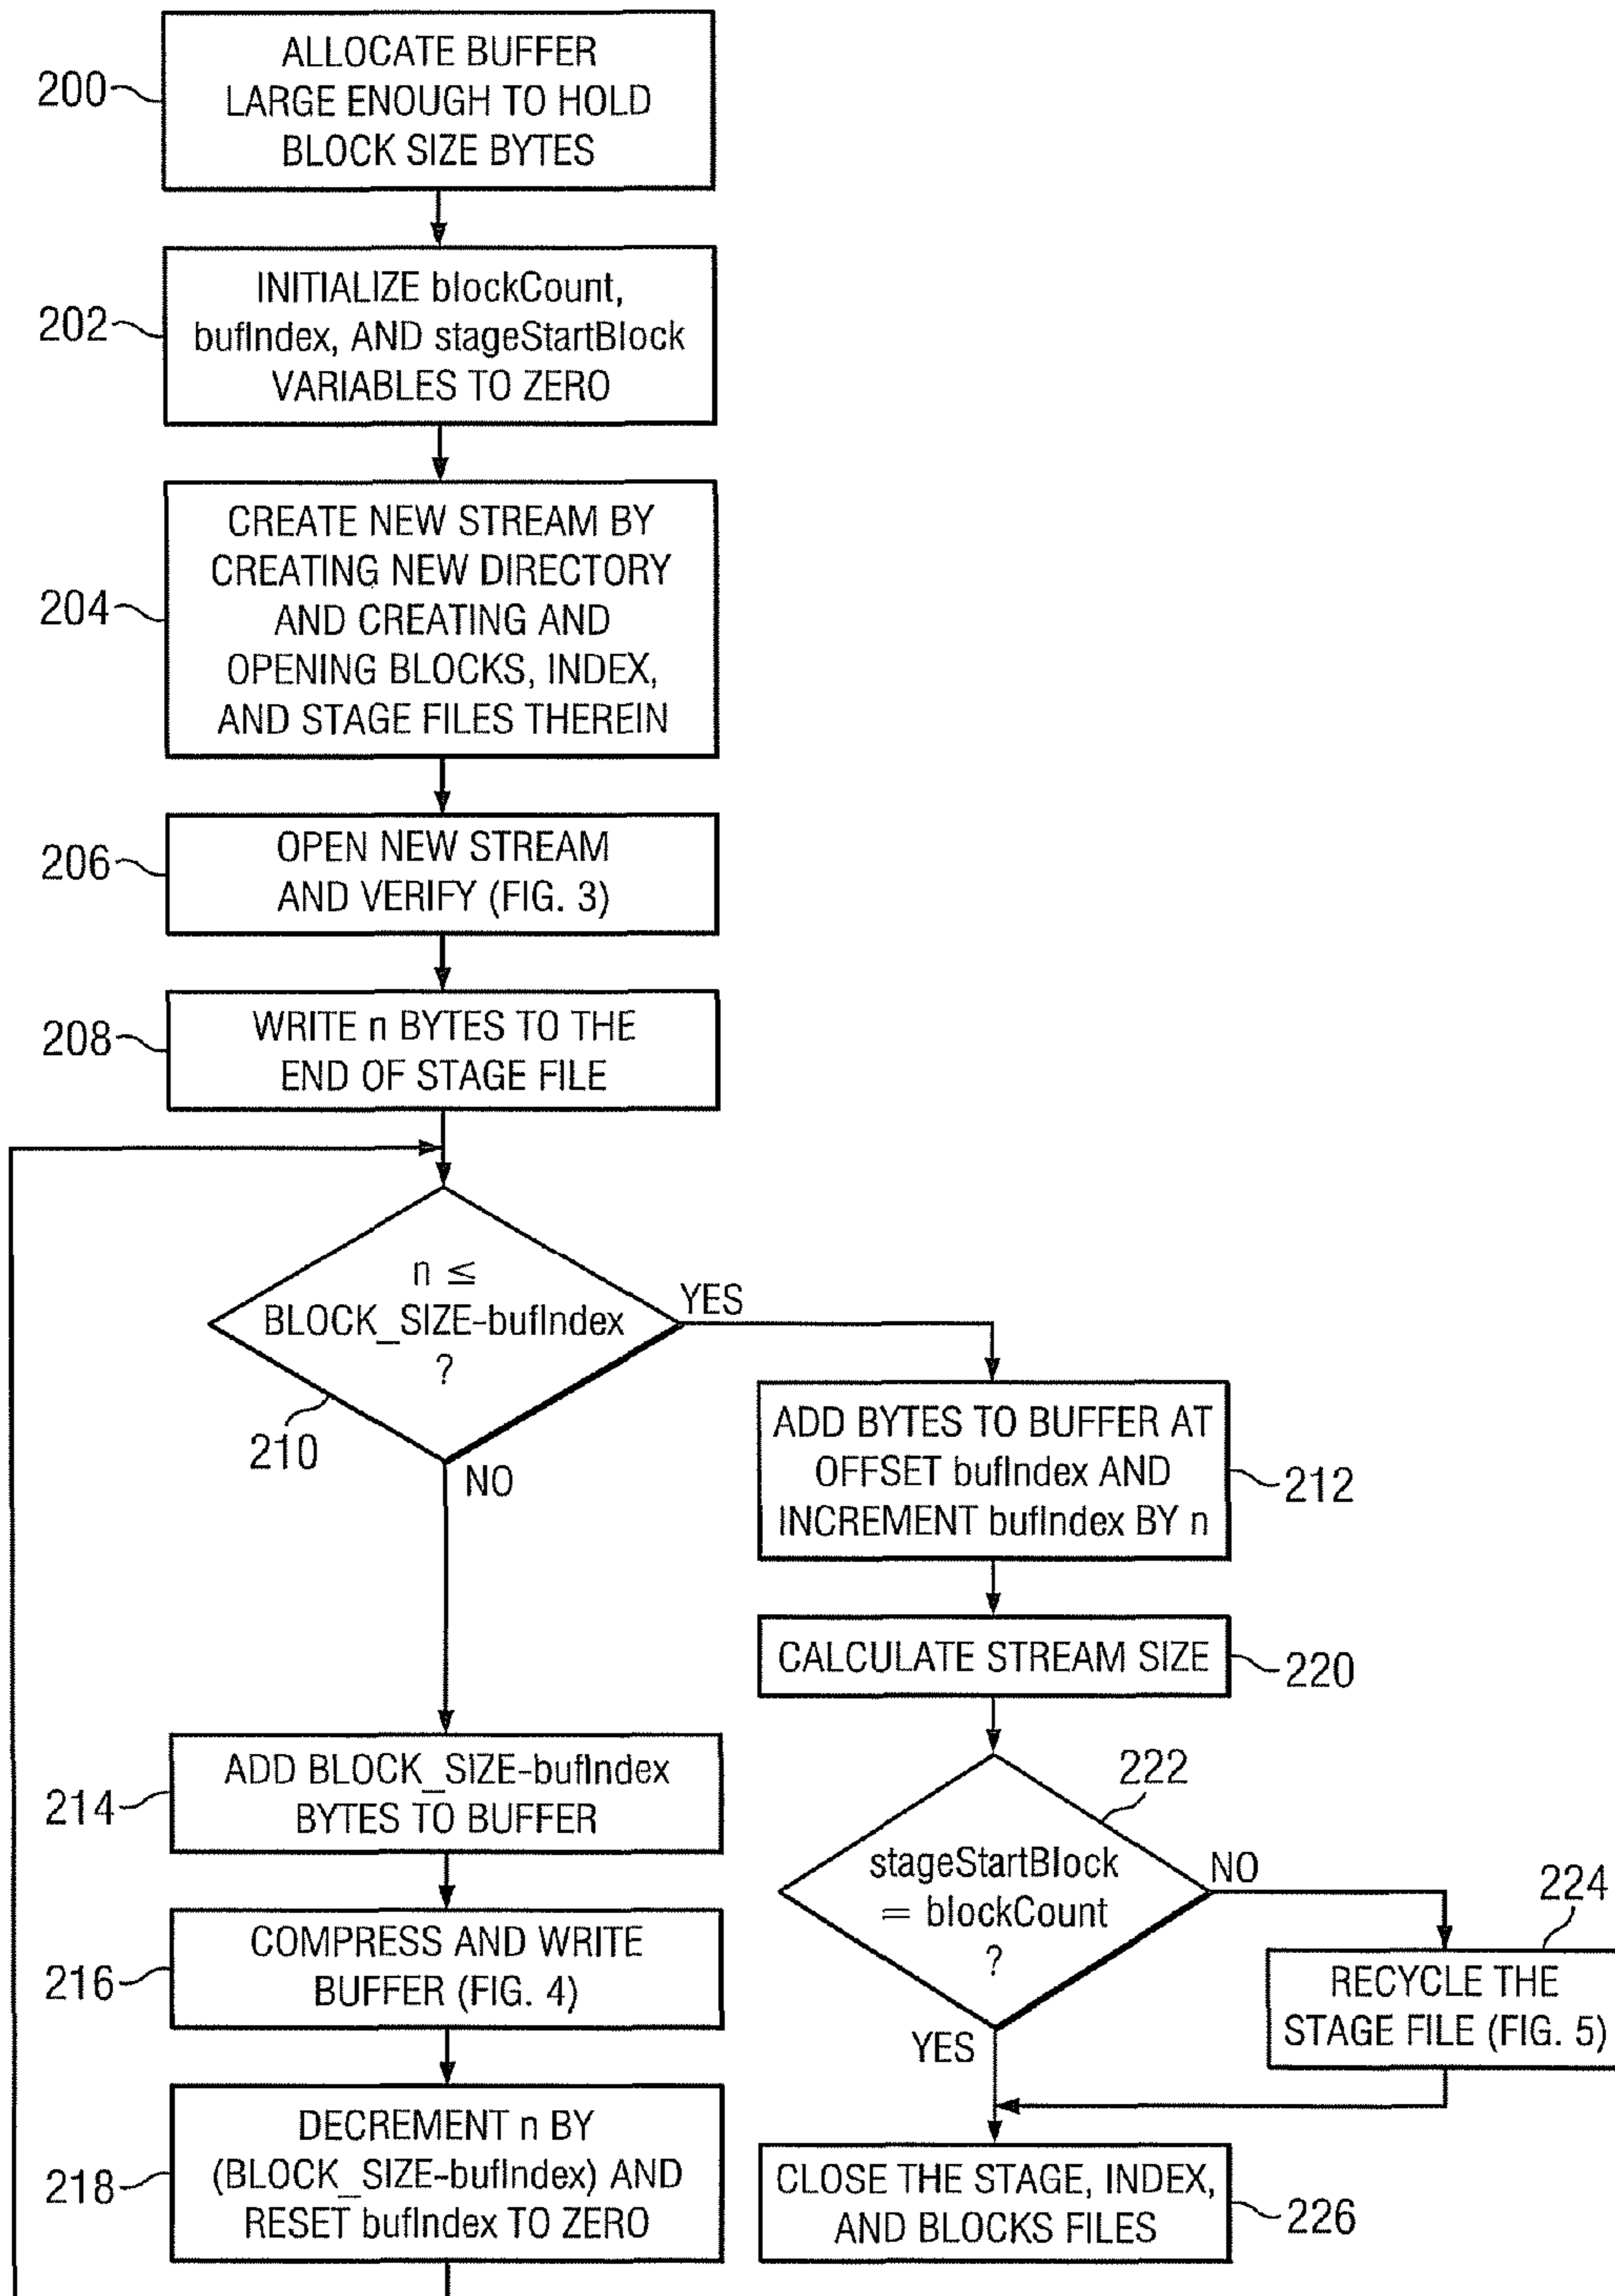 200
ALLOCATE BUFFER
LARGE ENOUGH TO HOLD
BLOCK SIZE BYTES
202
INITIALIZE blockCount,
bufIndex, AND stageStartBlock
VARIABLES TO ZERO
204
CREATE NEW STREAM BY
CREATING NEW DIRECTORY
AND CREATING AND
OPENING BLOCKS, INDEX,
AND STAGE FILES THEREIN
206
OPEN NEW STREAM
AND VERIFY (FIG. 3)
208
WRITE n BYTES TO THE
END OF STAGE FILE
n ≤
BLOCK_SIZE-bufIndex
?
210
YES
NO
ADD BYTES TO BUFFER AT
OFFSET bufIndex AND
INCREMENT bufIndex BY n
212
CALCULATE STREAM SIZE
220
214
ADD BLOCK_SIZE-bufIndex
BYTES TO BUFFER
216
COMPRESS AND WRITE
BUFFER (FIG. 4)
218
DECREMENT n BY
(BLOCK_SIZE-bufIndex) AND
RESET bufIndex TO ZERO
222
stageStartBlock
= blockCount
?
NO
YES
224
RECYCLE THE
STAGE FILE (FIG. 5)
CLOSE THE STAGE, INDEX,
AND BLOCKS FILES
226